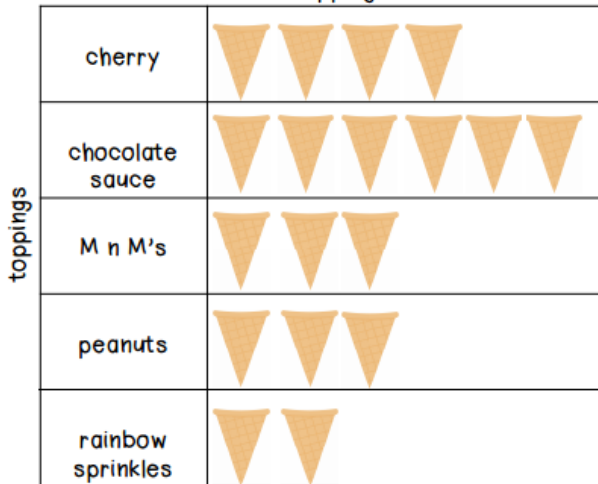 cherry
chocolate
sauce
M n M's
peanuts
rainbow
sprinkles
toppings